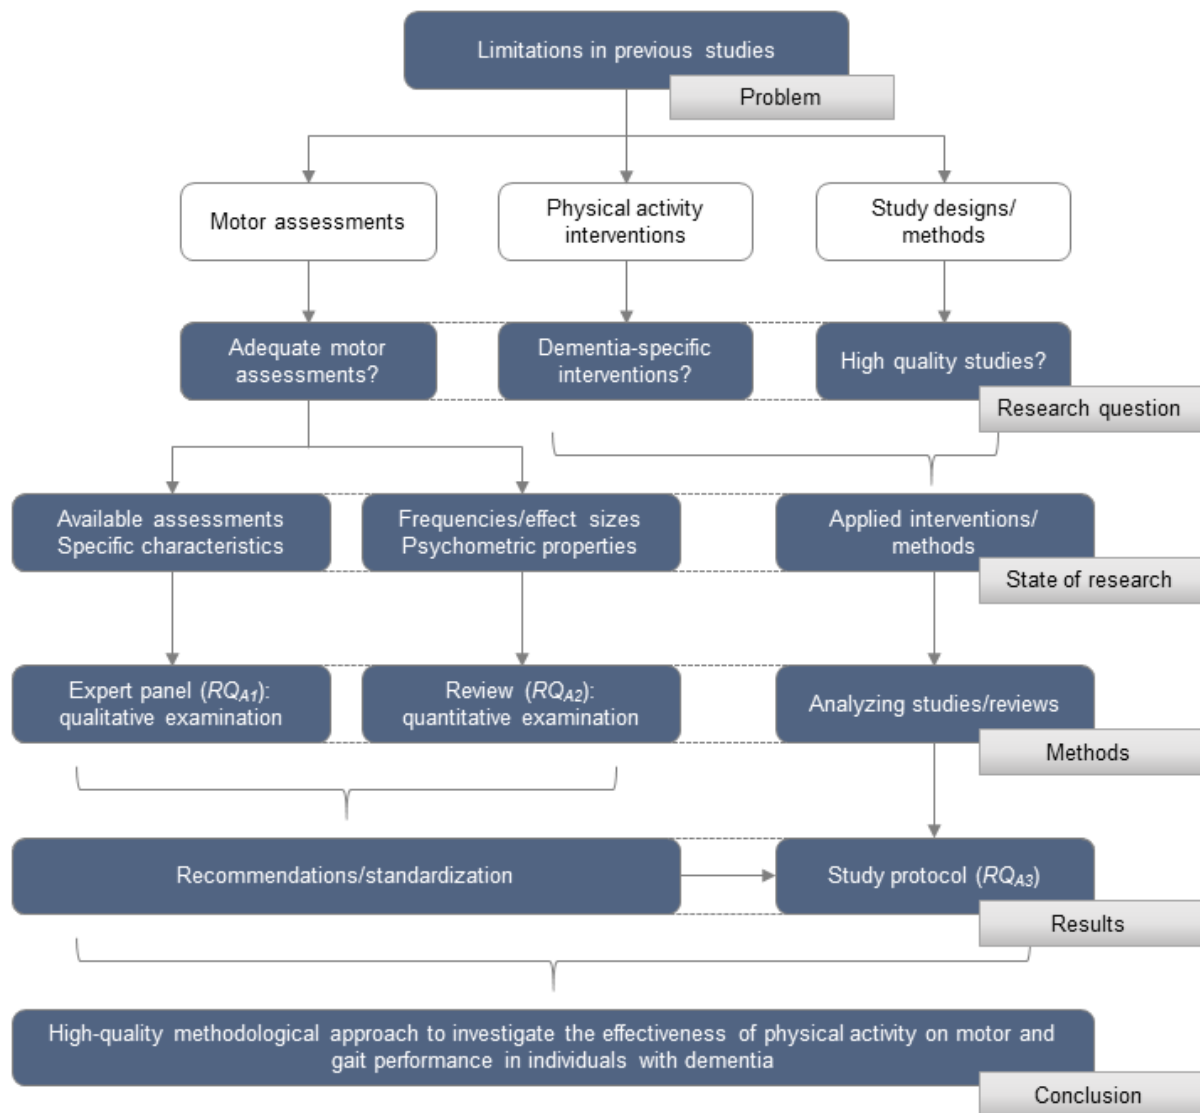 Limitations in previous studies
Problem
Motor assessments
Physical activity
interventions
Study designs/
methods
Adequate motor
assessments?
Dementia-specific
interventions?
High quality studies?
Research question
Available assessments
Specific characteristics
Frequencies/effect sizes
Psychometric properties
Applied interventions/
methods
State of research
Expert panel (RQA1):
qualitative examination
Review (RQA2):
quantitative examination
Analyzing studies/reviews
Methods
Recommendations/standardization
Study protocol (RQA3)
Results
High-quality methodological approach to investigate the effectiveness of physical activity on motor and
gait performance in individuals with dementia
Conclusion